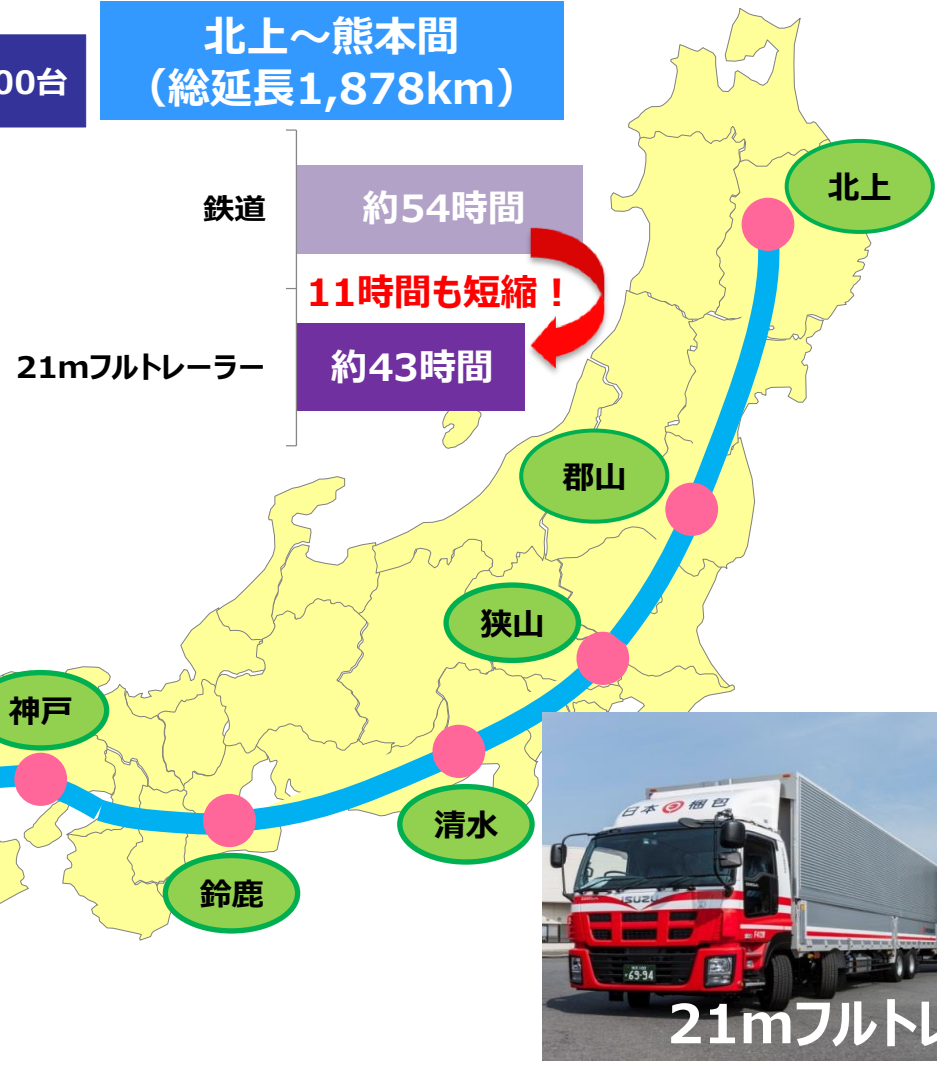 00台
北上～熊本間
（総延長1,878km）
鉄道
約54時間
11時間も短縮！
21mフルトレーラー
約43時間
北上
郡山
狭山
神戸
清水
鈴鹿
日本梱包
ISUZU
69-94
21mフルトレ